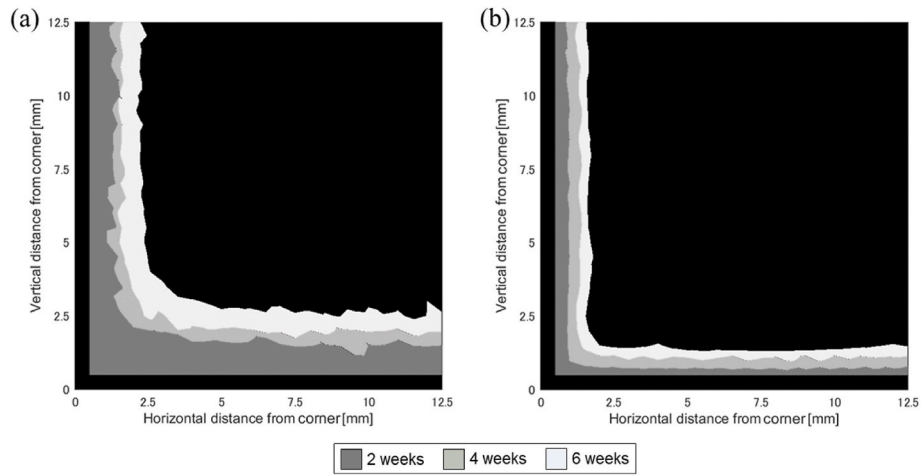 (a)
12.5
10
7.5
5
2.5
0
Vertical distance from corner [mm]
0 2.5 5 7.5 10 12.5
Horizontal distance from corner [mm]
(b)
12.5
10
7.5
5
2.5
0
Vertical distance from corner [mm]
0 2.5 5 7.5 10 12.5
Horizontal distance from corner [mm]
2 weeks 4 weeks 6 weeks